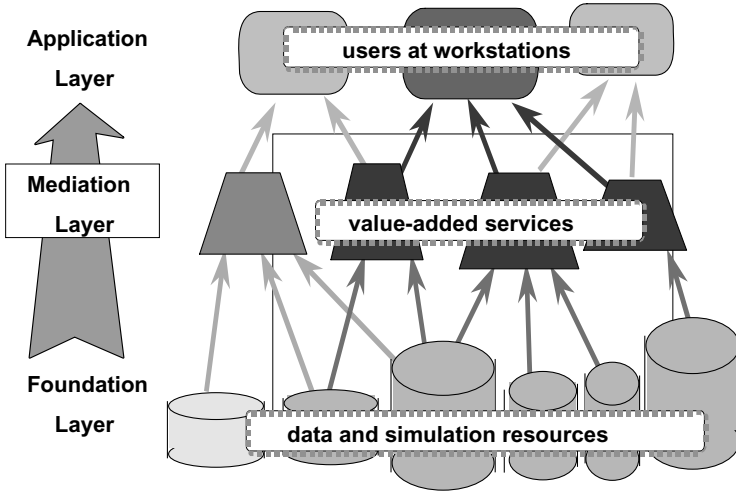 Application
Layer
users at workstations
Mediation
Layer
value-added services
Foundation
Layer
data and simulation resources